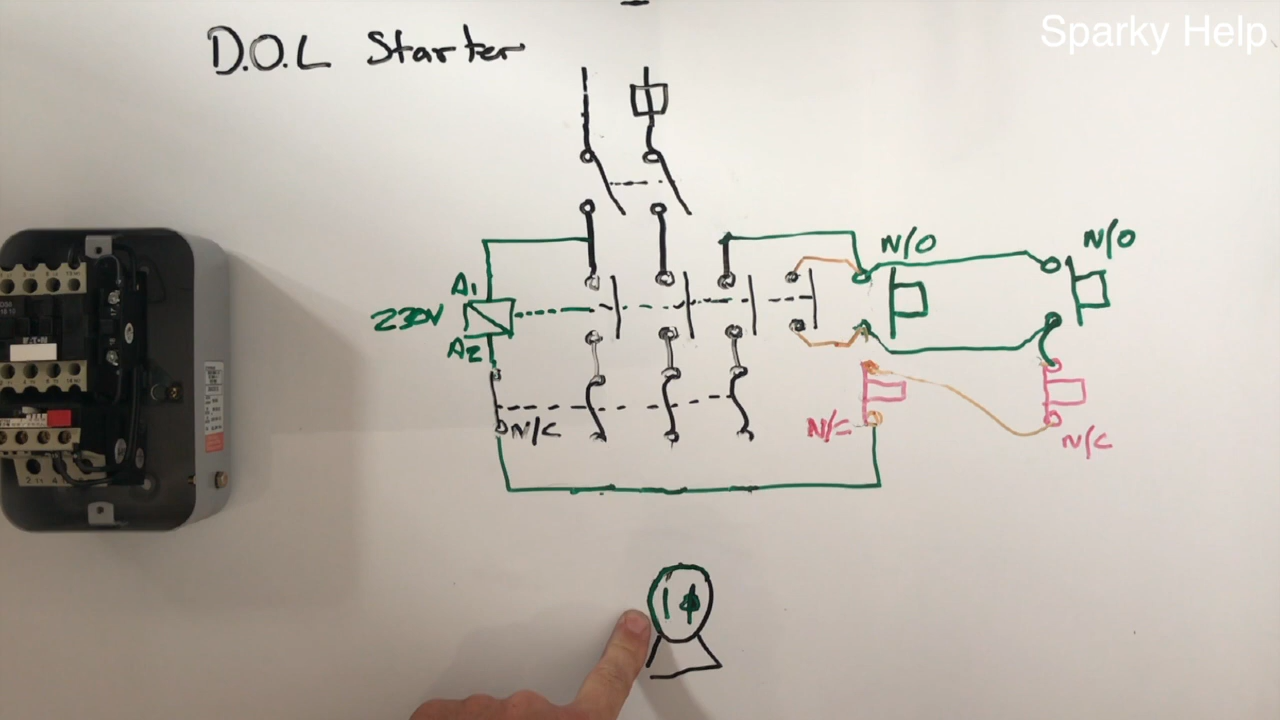 Sparky Help
D.O.L Starter
N/O
N/O
A1
230V
A2
N/C
N/C
N/C
1ϕ